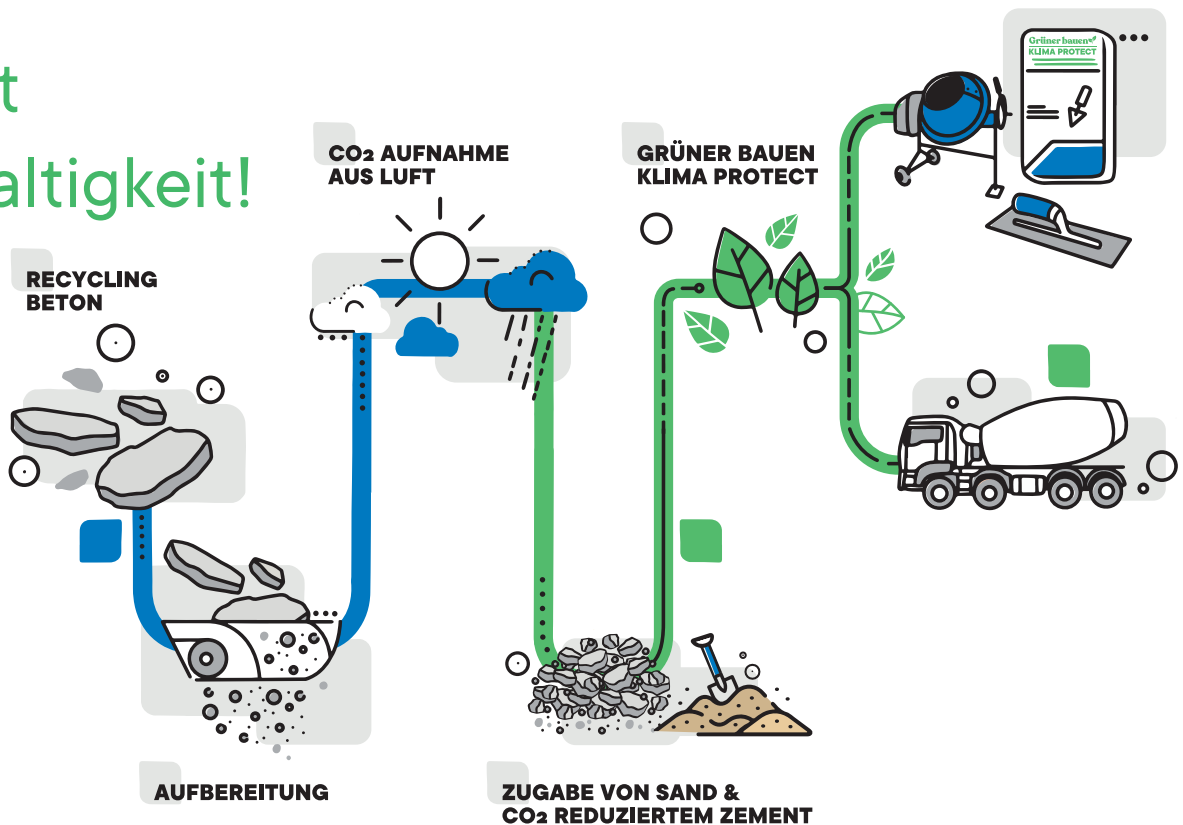 t
altigkeit!
RECYCLING
BETON
CO2 AUFNAHME
AUS LUFT
GRÜNER BAUEN
KLIMA PROTECT
Grüner bauen
KLIMA PROTECT
AUFBEREITUNG
ZUGABE VON SAND &
CO2 REDUZIERTEM ZEMENT